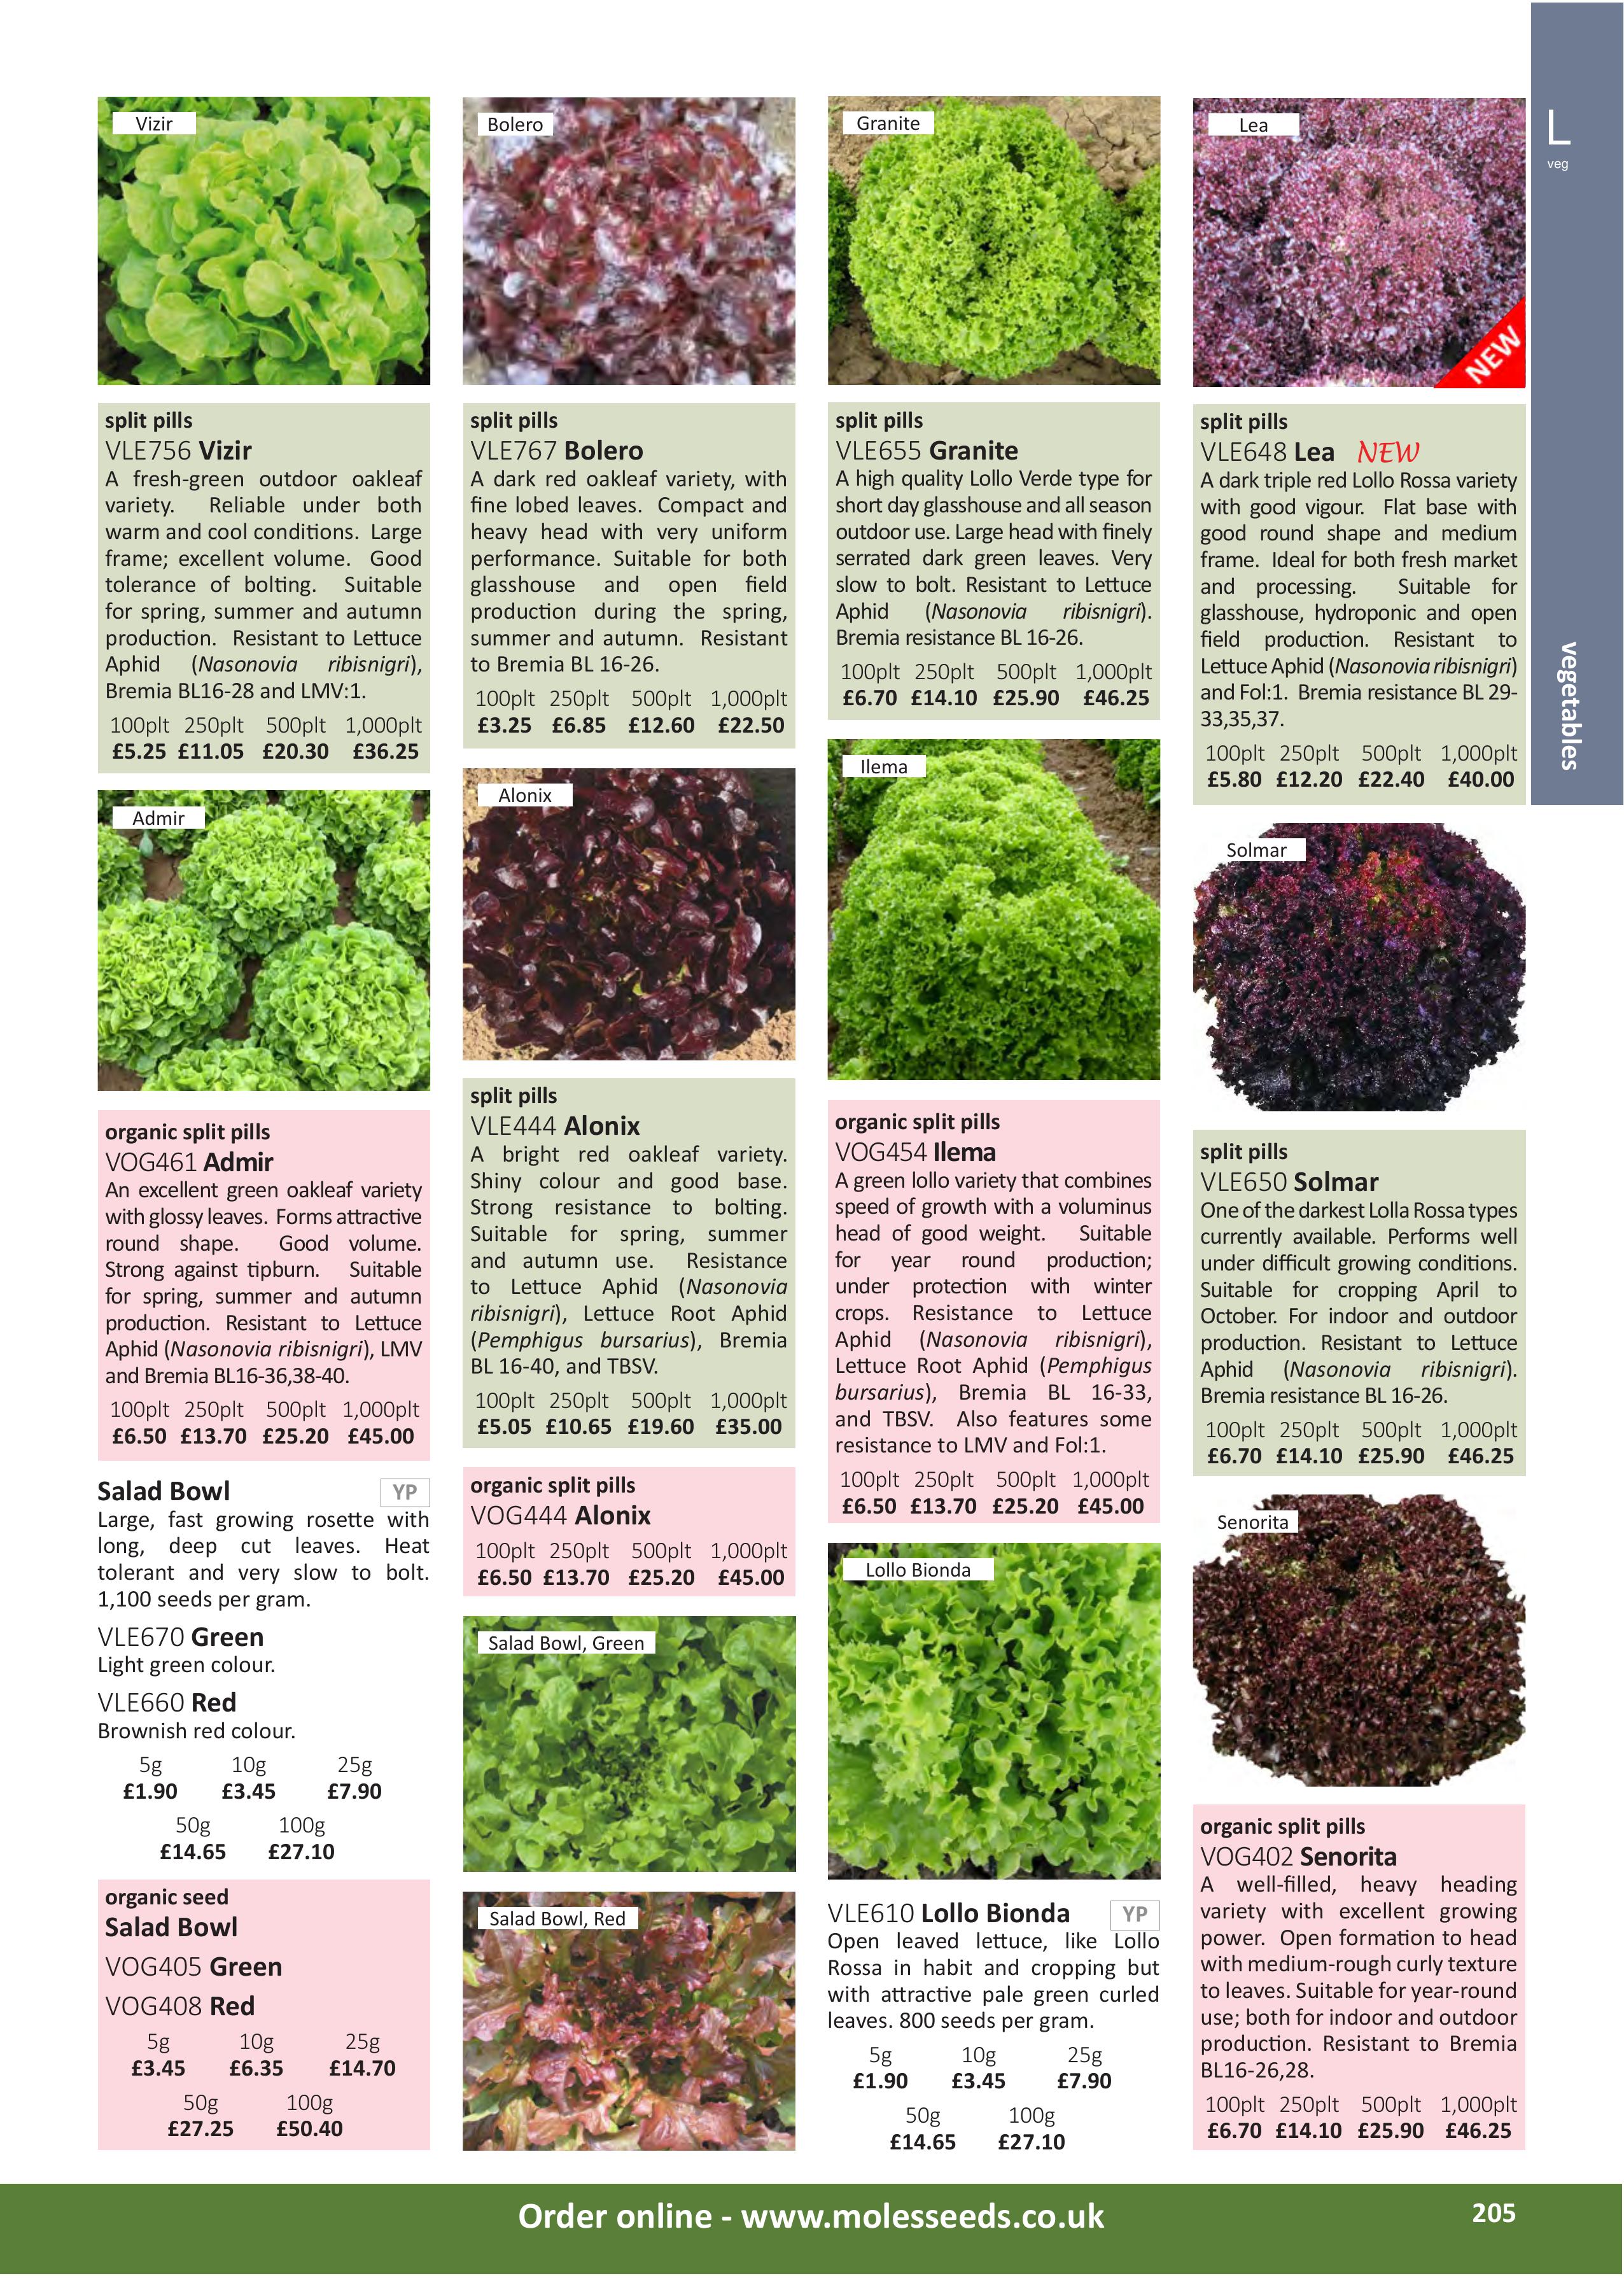 Vizir
split pills
VLE756 Vizir
A fresh-green outdoor oakleaf
variety. Reliable under both
warm and cool conditions. Large
frame; excellent volume. Good
tolerance of bolting. Suitable
for spring, summer and autumn
production. Resistant to Lettuce
Aphid (Nasonovia ribisnigri),
Bremia BL16-28 and LMV:1.
100plt 250plt 500plt 1,000plt
£5.25 £11.05 £20.30 £36.25
Admir
organic split pills
VOG461 Admir
An excellent green oakleaf variety
with glossy leaves. Forms attractive
round shape. Good volume.
Strong against tipburn. Suitable
for spring, summer and autumn
production. Resistant to Lettuce
Aphid (Nasonovia ribisnigri), LMV
and Bremia BL16-36,38-40.
100plt 250plt 500plt 1,000plt
£6.50 £13.70 £25.20 £45.00
Salad Bowl YP
Large, fast growing rosette with
long, deep cut leaves. Heat
tolerant and very slow to bolt.
1,100 seeds per gram.
VLE670 Green
Light green colour.
VLE660 Red
Brownish red colour.
5g 10g 25g
£1.90 £3.45 £7.90
50g 100g
£14.65 £27.10
organic seed
Salad Bowl
VOG405 Green
VOG408 Red
5g 10g 25g
£3.45 £6.35 £14.70
50g 100g
£27.25 £50.40
Bolero
split pills
VLE767 Bolero
A dark red oakleaf variety, with
fine lobed leaves. Compact and
heavy head with very uniform
performance. Suitable for both
glasshouse and open field
production during the spring,
summer and autumn. Resistant
to Bremia BL 16-26.
100plt 250plt 500plt 1,000plt
£3.25 £6.85 £12.60 £22.50
Alonix
split pills
VLE444 Alonix
A bright red oakleaf variety.
Shiny colour and good base.
Strong resistance to bolting.
Suitable for spring, summer
and autumn use. Resistance
to Lettuce Aphid (Nasonovia
ribisnigri), Lettuce Root Aphid
(Pemphigus bursarius), Bremia
BL 16-40, and TBSV.
100plt 250plt 500plt 1,000plt
£5.05 £10.65 £19.60 £35.00
organic split pills
VOG444 Alonix
100plt 250plt 500plt 1,000plt
£6.50 £13.70 £25.20 £45.00
Salad Bowl, Green
Salad Bowl, Red
Granite
split pills
VLE655 Granite
A high quality Lollo Verde type for
short day glasshouse and all season
outdoor use. Large head with finely
serrated dark green leaves. Very
slow to bolt. Resistant to Lettuce
Aphid (Nasonovia ribisnigri).
Bremia resistance BL 16-26.
100plt 250plt 500plt 1,000plt
£6.70 £14.10 £25.90 £46.25
Ilema
organic split pills
VOG454 Ilema
A green lollo variety that combines
speed of growth with a voluminus
head of good weight. Suitable
for year round production;
under protection with winter
crops. Resistance to Lettuce
Aphid (Nasonovia ribisnigri),
Lettuce Root Aphid (Pemphigus
bursarius), Bremia BL 16-33,
and TBSV. Also features some
resistance to LMV and Fol:1.
100plt 250plt 500plt 1,000plt
£6.50 £13.70 £25.20 £45.00
Lollo Bionda
VLE610 Lollo Bionda YP
Open leaved lettuce, like Lollo
Rossa in habit and cropping but
with attractive pale green curled
leaves. 800 seeds per gram.
5g 10g 25g
£1.90 £3.45 £7.90
50g 100g
£14.65 £27.10
Lea
NEW
split pills
VLE648 Lea NEW
A dark triple red Lollo Rossa variety
with good vigour. Flat base with
good round shape and medium
frame. Ideal for both fresh market
and processing. Suitable for
glasshouse, hydroponic and open
field production. Resistant to
Lettuce Aphid (Nasonovia ribisnigri)
and Fol:1. Bremia resistance BL 29-
33,35,37.
100plt 250plt 500plt 1,000plt
£5.80 £12.20 £22.40 £40.00
Solmar
split pills
VLE650 Solmar
One of the darkest Lolla Rossa types
currently available. Performs well
under difficult growing conditions.
Suitable for cropping April to
October. For indoor and outdoor
production. Resistant to Lettuce
Aphid (Nasonovia ribisnigri).
Bremia resistance BL 16-26.
100plt 250plt 500plt 1,000plt
£6.70 £14.10 £25.90 £46.25
Senorita
organic split pills
VOG402 Senorita
A well-filled, heavy heading
variety with excellent growing
power. Open formation to head
with medium-rough curly texture
to leaves. Suitable for year-round
use; both for indoor and outdoor
production. Resistant to Bremia
BL16-26,28.
100plt 250plt 500plt 1,000plt
£6.70 £14.10 £25.90 £46.25
L
veg
vegetables
Order online - www.molesseeds.co.uk
205